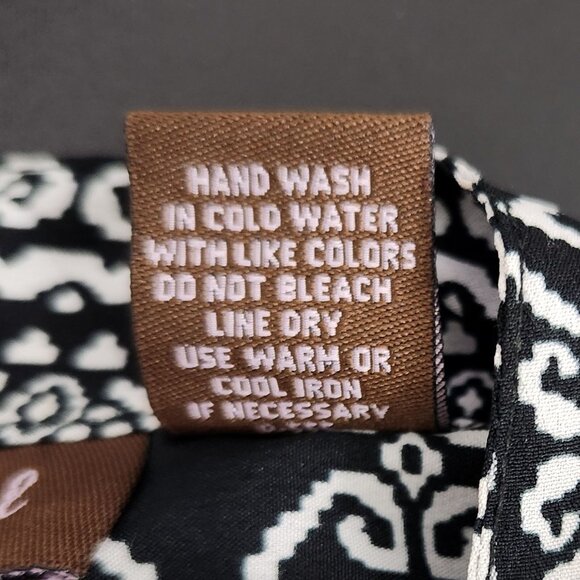 HAND WASH
IN COLD WATER
WITH LIKE COLORS
DO NOT BLEACH
LINE DRY
USE WARM OR
COOL IRON
IF NECESSARY